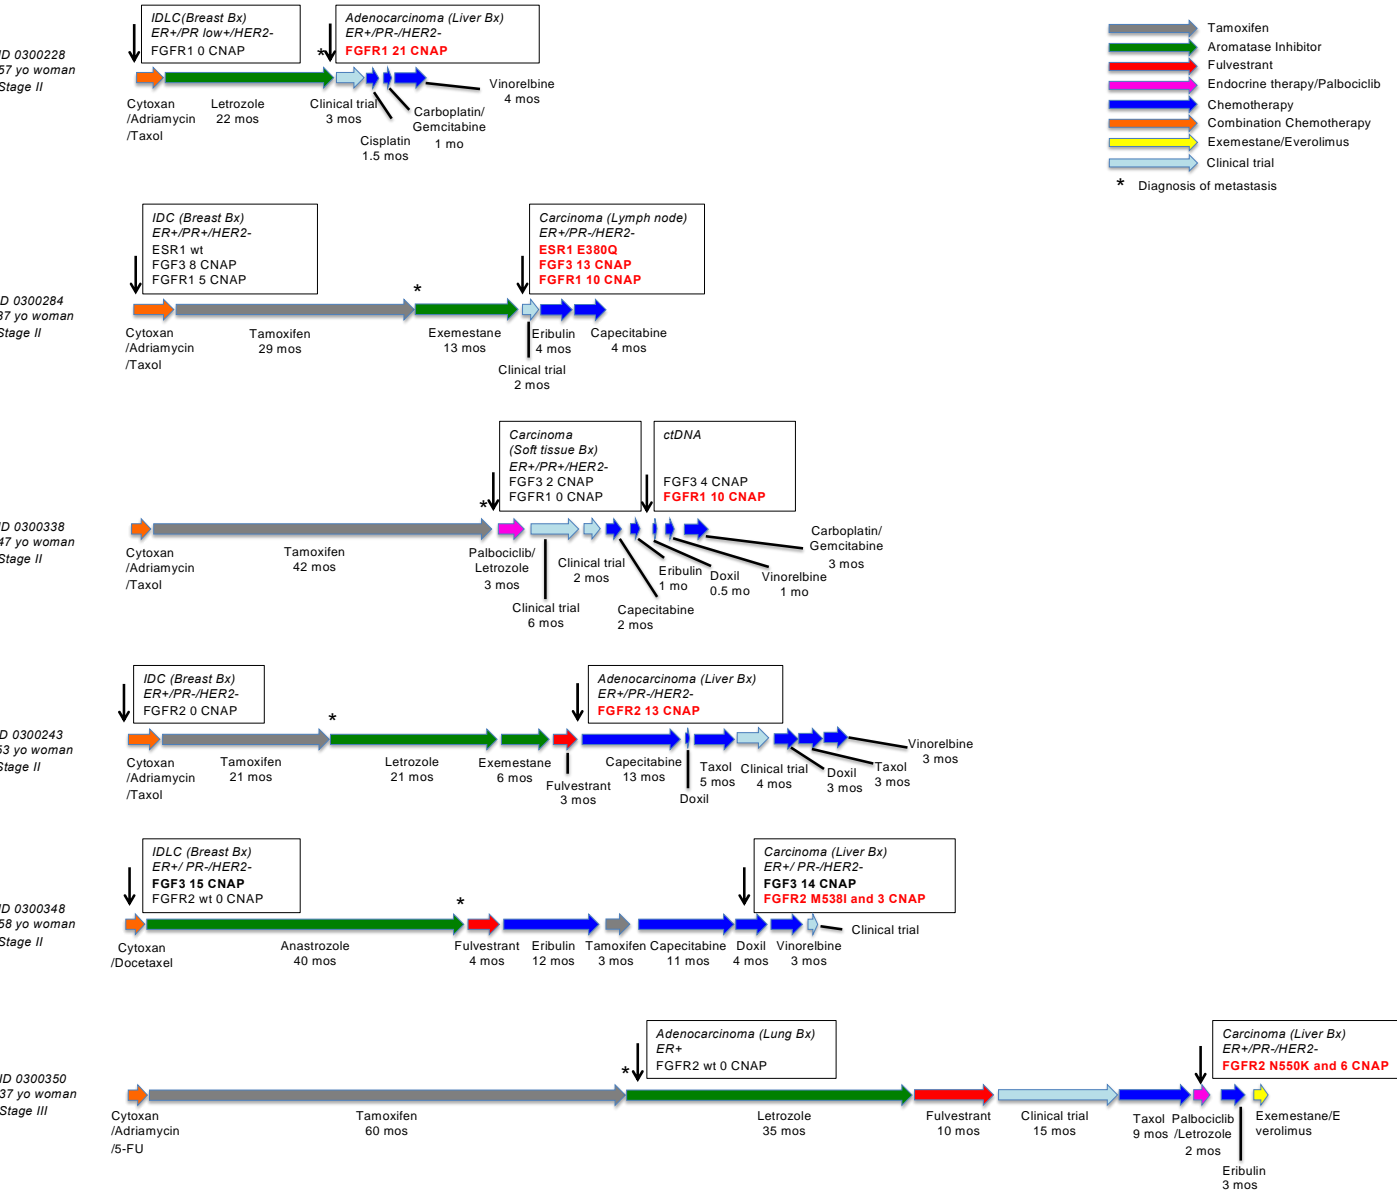 IDLC(Breast Bx)
ER+/PR low+/HER2-
FGFR1 0 CNAP
Adenocarcinoma (Liver Bx)
ER+/PR-/HER2-
FGFR1 21 CNAP
ID 0300228
57 yo woman
Stage II
*
Cytoxan
/Adriamycin
/Taxol
Letrozole
22 mos
Clinical trial
3 mos
Cisplatin
1.5 mos
Carboplatin/
Gemcitabine
1 mo
Vinorelbine
4 mos
Tamoxifen
Aromatase Inhibitor
Fulvestrant
Endocrine therapy/Palbociclib
Chemotherapy
Combination Chemotherapy
Exemestane/Everolimus
Clinical trial
* Diagnosis of metastasis
IDC (Breast Bx)
ER+/PR+/HER2-
ESR1 wt
FGF3 8 CNAP
FGFR1 5 CNAP
Carcinoma (Lymph node)
ER+/PR-/HER2-
ESR1 E380Q
FGF3 13 CNAP
FGFR1 10 CNAP
ID 0300284
37 yo woman
Stage II
*
Cytoxan
/Adriamycin
/Taxol
Tamoxifen
29 mos
Exemestane
13 mos
Clinical trial
2 mos
Eribulin
4 mos
Capecitabine
4 mos
Carcinoma
(Soft tissue Bx)
ER+/PR+/HER2-
FGF3 2 CNAP
FGFR1 0 CNAP
ctDNA
FGF3 4 CNAP
FGFR1 10 CNAP
ID 0300338
47 yo woman
Stage II
*
Cytoxan
/Adriamycin
/Taxol
Tamoxifen
42 mos
Palbociclib/
Letrozole
3 mos
Clinical trial
6 mos
Clinical trial
2 mos
Capecitabine
2 mos
Eribulin
1 mo
Doxil
0.5 mo
Vinorelbine
1 mo
Carboplatin/
Gemcitabine
3 mos
IDC (Breast Bx)
ER+/PR-/HER2-
FGFR2 0 CNAP
Adenocarcinoma (Liver Bx)
ER+/PR-/HER2-
FGFR2 13 CNAP
ID 0300243
53 yo woman
Stage II
*
Cytoxan
/Adriamycin
/Taxol
Tamoxifen
21 mos
Letrozole
21 mos
Exemestane
6 mos
Fulvestrant
3 mos
Capecitabine
13 mos
Doxil
Taxol
5 mos
Clinical trial
4 mos
Doxil
3 mos
Taxol
3 mos
Vinorelbine
3 mos
IDLC (Breast Bx)
ER+/ PR-/HER2-
FGF3 15 CNAP
FGFR2 wt 0 CNAP
Carcinoma (Liver Bx)
ER+/ PR-/HER2-
FGF3 14 CNAP
FGFR2 M538I and 3 CNAP
ID 0300348
58 yo woman
Stage II
*
Cytoxan
/Docetaxel
Anastrozole
40 mos
Fulvestrant
4 mos
Eribulin
12 mos
Tamoxifen
3 mos
Capecitabine
11 mos
Doxil
4 mos
Vinorelbine
3 mos
Clinical trial
Adenocarcinoma (Lung Bx)
ER+
FGFR2 wt 0 CNAP
Carcinoma (Liver Bx)
ER+/PR-/HER2-
FGFR2 N550K and 6 CNAP
ID 0300350
37 yo woman
Stage III
*
Cytoxan
/Adriamycin
/5-FU
Tamoxifen
60 mos
Letrozole
35 mos
Fulvestrant
10 mos
Clinical trial
15 mos
Taxol
9 mos
Palbociclib
/Letrozole
2 mos
Eribulin
3 mos
Exemestane/E
verolimus